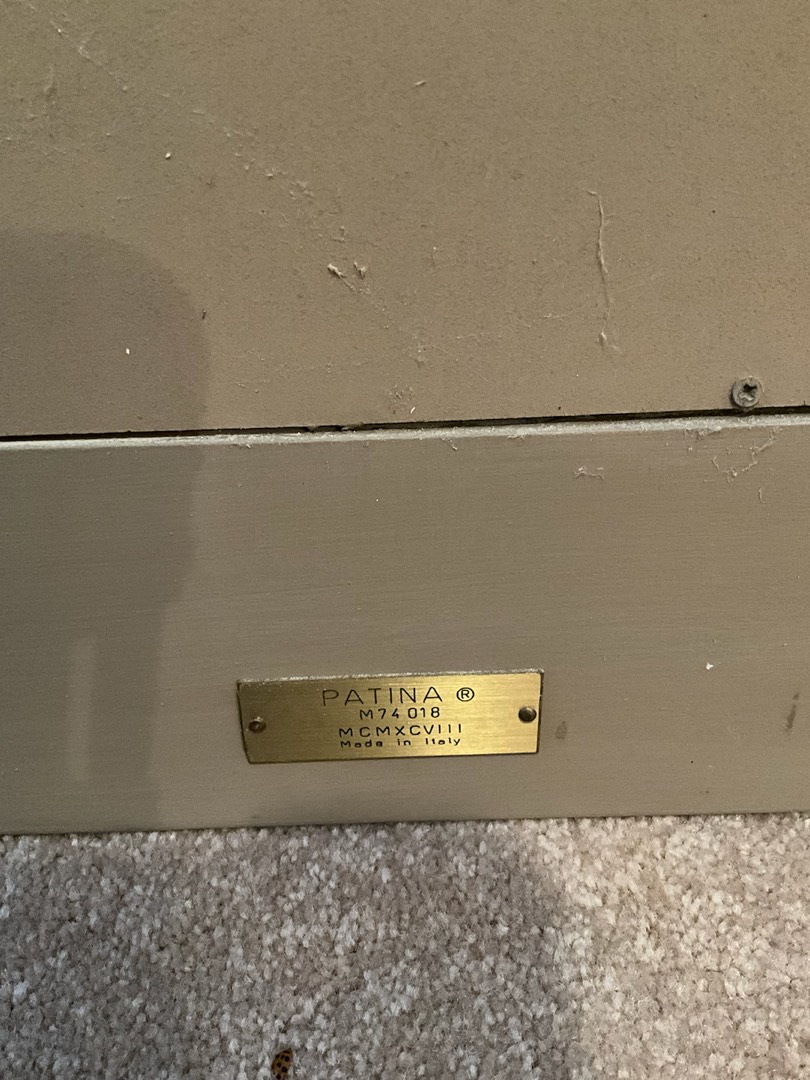 PATINA ®
M74 018
MCMXCVIII
Made in Italy